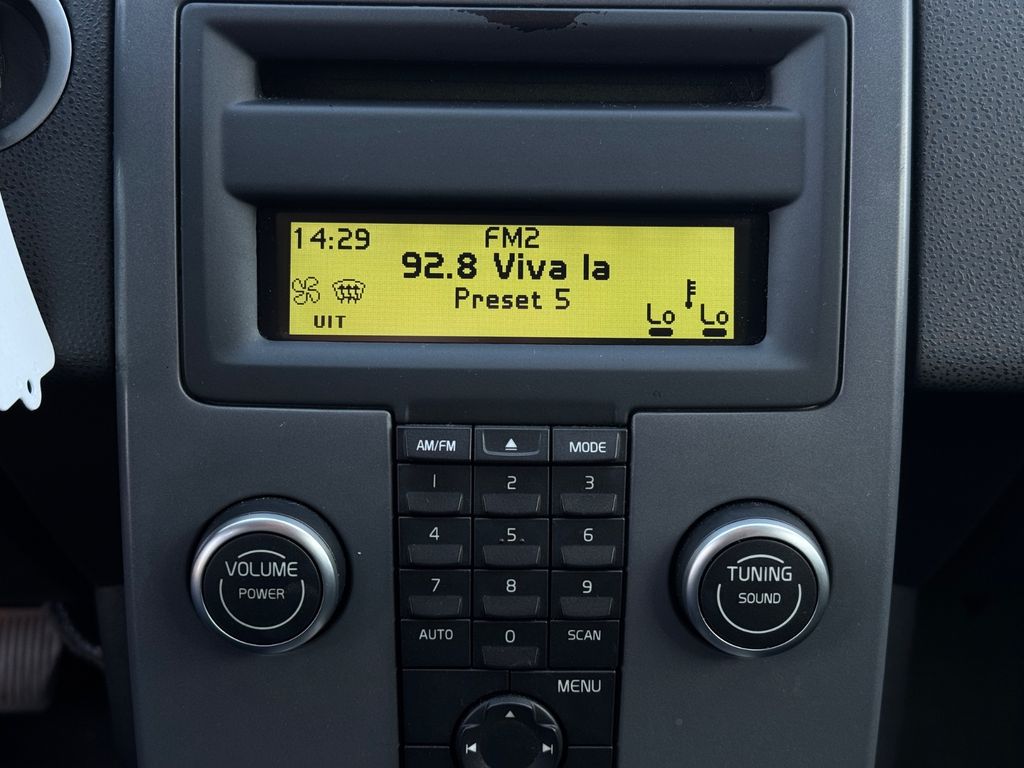 14:29 FM2
92.8 Viva la
Preset 5
UIT Lo Lo
AM/FM MODE
1 2 3
4 5 6
7 8 9
AUTO 0 SCAN
MENU
VOLUME
POWER
TUNING
SOUND